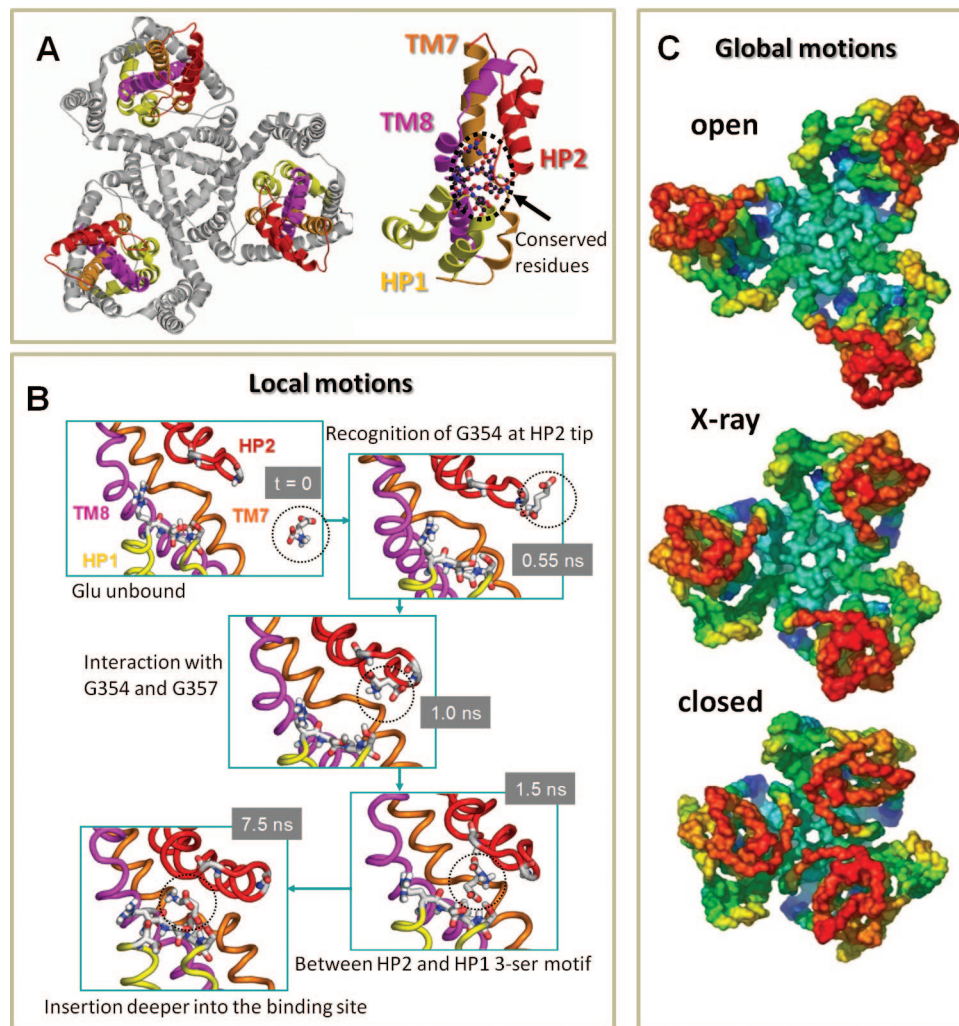 A
TM7
TM8
HP2
Conserved
residues
HP1
B
Local motions
HP2
t = 0
TM8
TM7
HP1
Glu unbound
Recognition of G354 at HP2 tip
0.55 ns
Interaction with
G354 and G357
1.0 ns
1.5 ns
Between HP2 and HP1 3-ser motif
7.5 ns
Insertion deeper into the binding site
C
Global motions
open
X-ray
closed